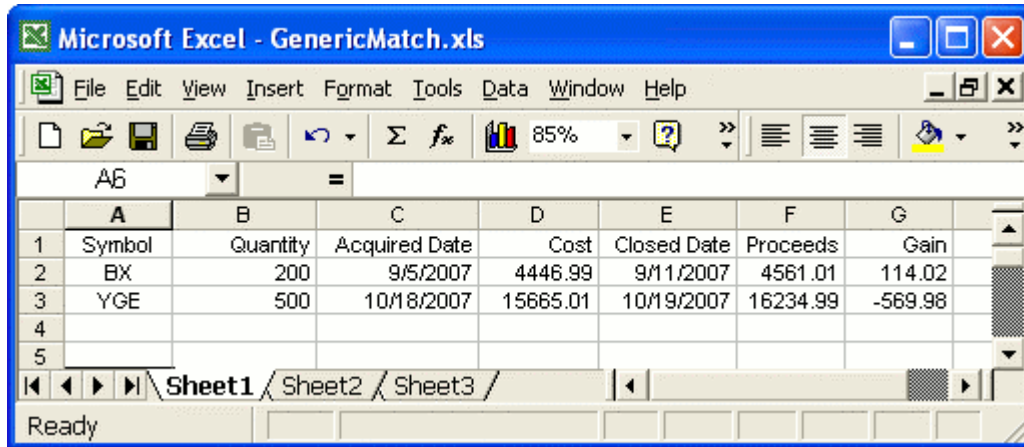 Microsoft Excel - GenericMatch.xls
File Edit View Insert Format Tools Data Window Help
Σ fx 85% ? »
A6 =
A B C D E F G
1 Symbol Quantity Acquired Date Cost Closed Date Proceeds Gain
2 BX 200 9/5/2007 4446.99 9/11/2007 4561.01 114.02
3 YGE 500 10/18/2007 15665.01 10/19/2007 16234.99 -569.98
4
5
Sheet1 Sheet2 Sheet3
Ready